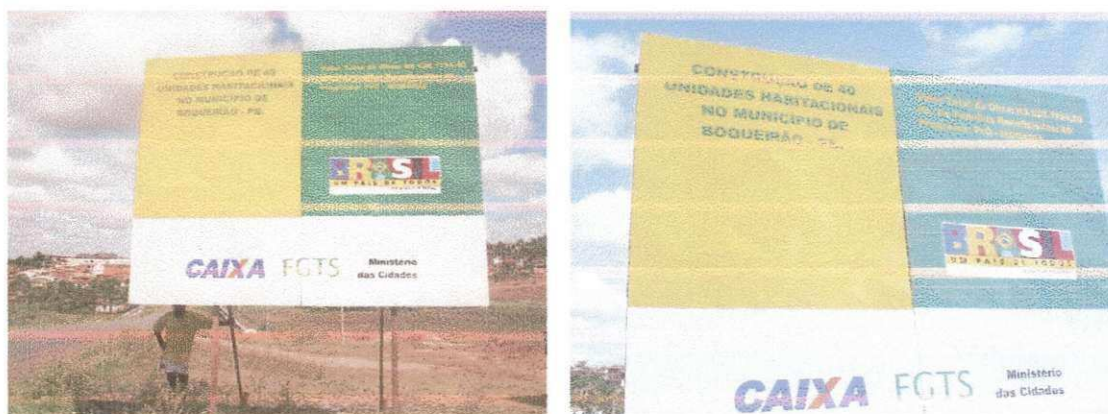 CONSTRUÇÃO DE 40
UNIDADES HABITACIONAIS
NO MUNICÍPIO DE
BOQUEIRÃO - PB.
BRASIL
UM PAÍS DE TODOS
CAIXA FGTS Ministério
das Cidades
CONSTRUÇÃO DE 40
UNIDADES HABITACIONAIS
NO MUNICÍPIO DE
BOQUEIRÃO - PB.
BRASIL
UM PAÍS DE TODOS
CAIXA FGTS Ministério
das Cidades